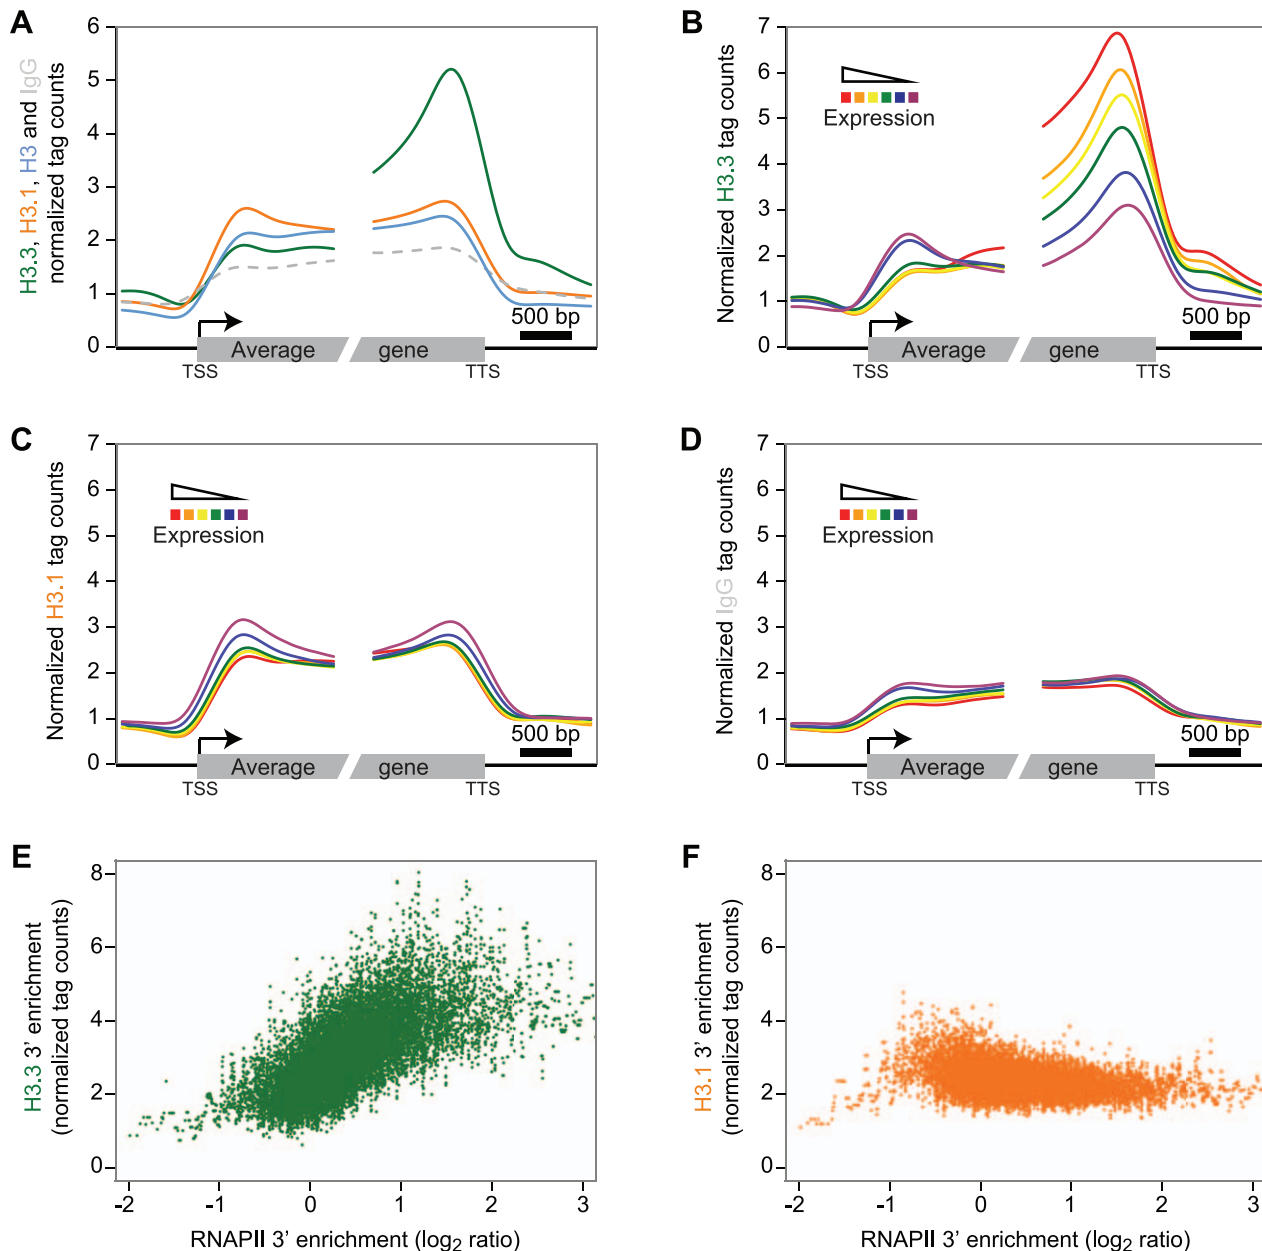 A
H3.3, H3.1, H3 and IgG
normalized tag counts
6
5
4
3
2
1
0
500 bp
Average gene
TSS TTS
B
Normalized H3.3 tag counts
7
6
5
4
3
2
1
0
Expression
500 bp
Average gene
TSS TTS
C
Normalized H3.1 tag counts
7
6
5
4
3
2
1
0
Expression
500 bp
Average gene
TSS TTS
D
Normalized IgG tag counts
7
6
5
4
3
2
1
0
Expression
500 bp
Average gene
TSS TTS
E
H3.3 3' enrichment
(normalized tag counts)
8
6
4
2
0
-2 -1 0 1 2 3
RNAPII 3' enrichment (log2 ratio)
F
H3.1 3' enrichment
(normalized tag counts)
8
6
4
2
0
-2 -1 0 1 2 3
RNAPII 3' enrichment (log2 ratio)